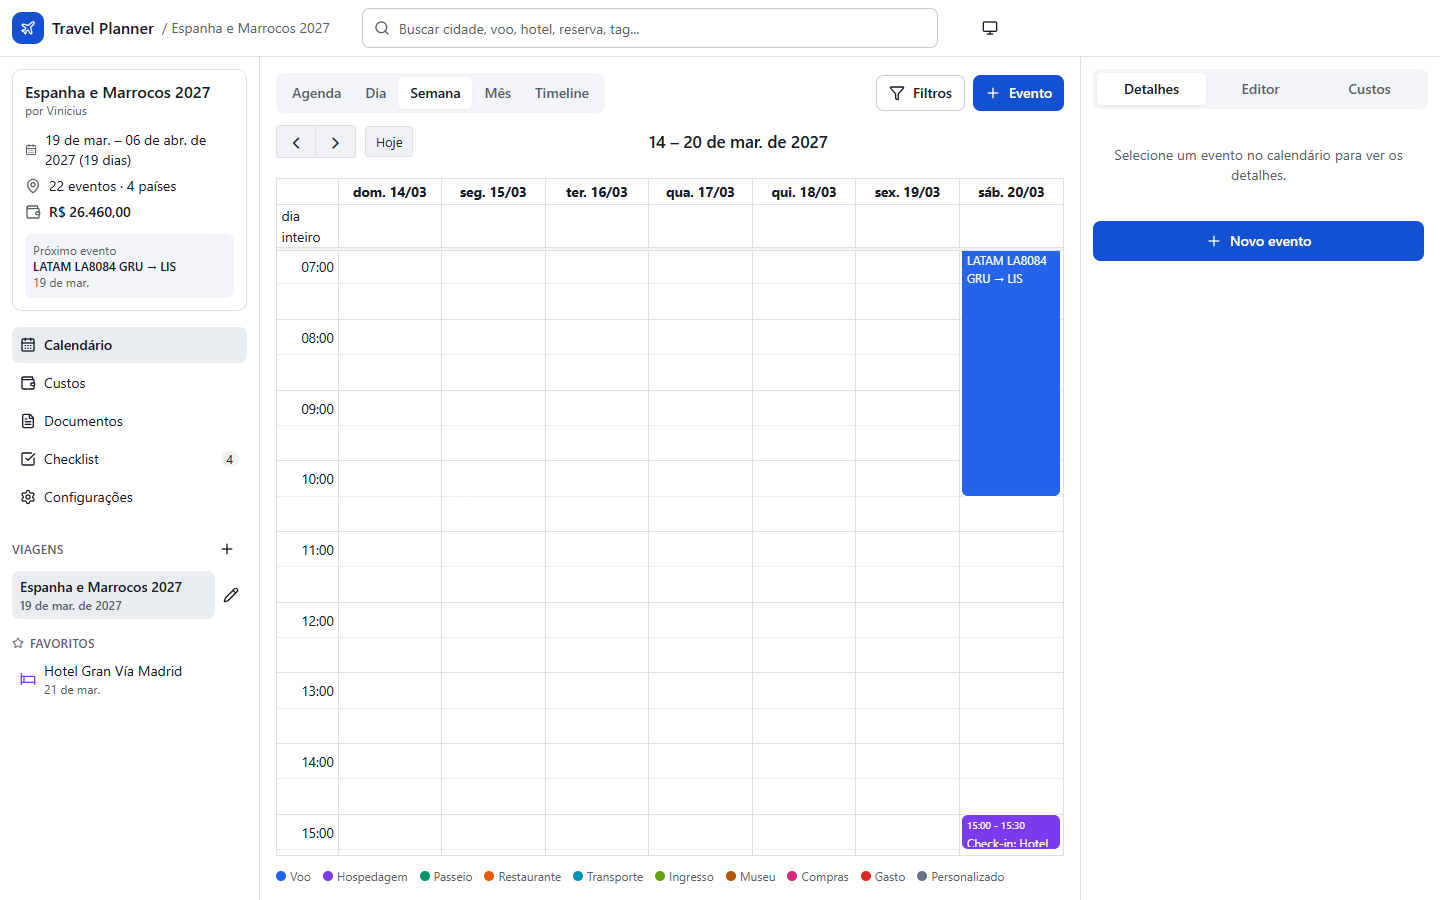 Travel Planner / Espanha e Marrocos 2027
Buscar cidade, voo, hotel, reserva, tag...
Espanha e Marrocos 2027
por Vinicius
19 de mar. – 06 de abr. de
2027 (19 dias)
22 eventos · 4 países
R$ 26.460,00
Próximo evento
LATAM LA8084 GRU → LIS
19 de mar.
Calendário
Custos
Documentos
Checklist 4
Configurações
VIAGENS
Espanha e Marrocos 2027
19 de mar. de 2027
FAVORITOS
Hotel Gran Vía Madrid
21 de mar.
Agenda Dia Semana Mês Timeline
Filtros
Evento
Hoje
14 – 20 de mar. de 2027
dom. 14/03 seg. 15/03 ter. 16/03 qua. 17/03 qui. 18/03 sex. 19/03 sáb. 20/03
dia
inteiro
07:00
08:00
09:00
10:00
11:00
12:00
13:00
14:00
15:00
LATAM LA8084
GRU → LIS
15:00 - 15:30
Check-in: Hotel
Voo Hospedagem Passeio Restaurante Transporte Ingresso Museu Compras Gasto Personalizado
Detalhes Editor Custos
Selecione um evento no calendário para ver os
detalhes.
Novo evento